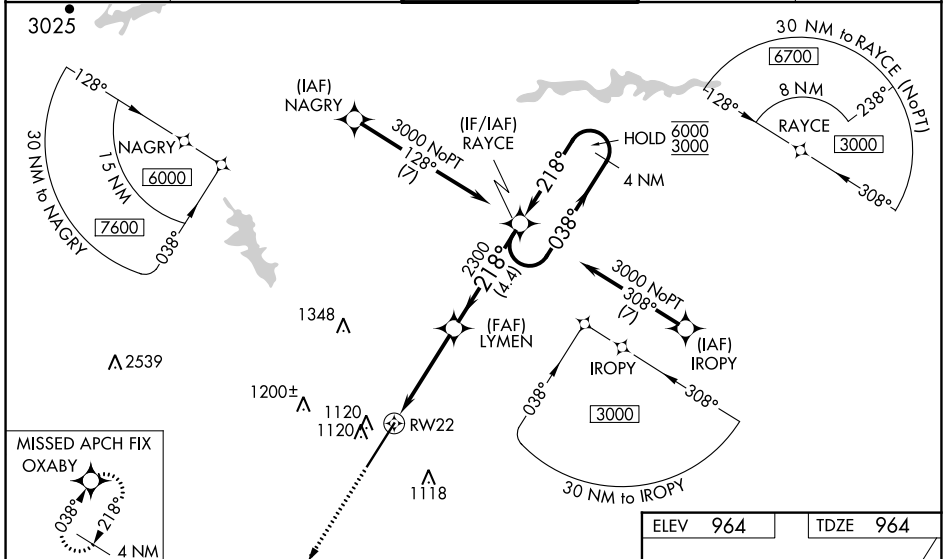 3025
128°
NAGRY
6000
15 NM
7600
30 NM to NAGRY
038°
(IAF)
NAGRY
3000 NoPT
128°
(7)
(IF/IAF)
RAYCE
HOLD
6000
3000
4 NM
218°
038°
30 NM to RAYCE (NoPT)
6700
8 NM
128°
238°
RAYCE
3000
308°
2300
218°
(4.4)
3000 NoPT
308°
(7)
(IAF)
IROPY
(FAF)
LYMEN
1348
2539
1200±
1120
1120
RW22
1118
IROPY
038°
308°
3000
30 NM to IROPY
MISSED APCH FIX
OXABY
038°
218°
4 NM
ELEV 964
TDZE 964